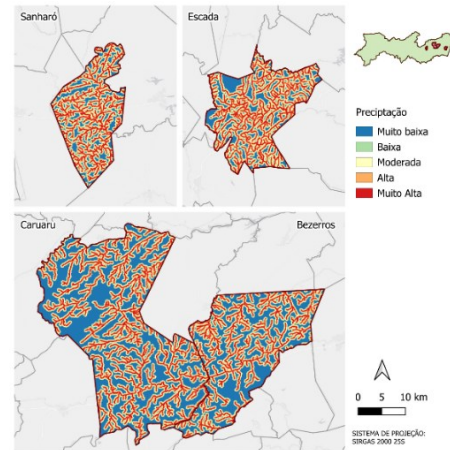 Sanharó
Escada
Preciptação
Muito baixa
Baixa
Moderada
Alta
Muito Alta
Caruaru
Bezerros
0 5 10 km
SISTEMA DE PROJEÇÃO:
SIRGAS 2000 25S